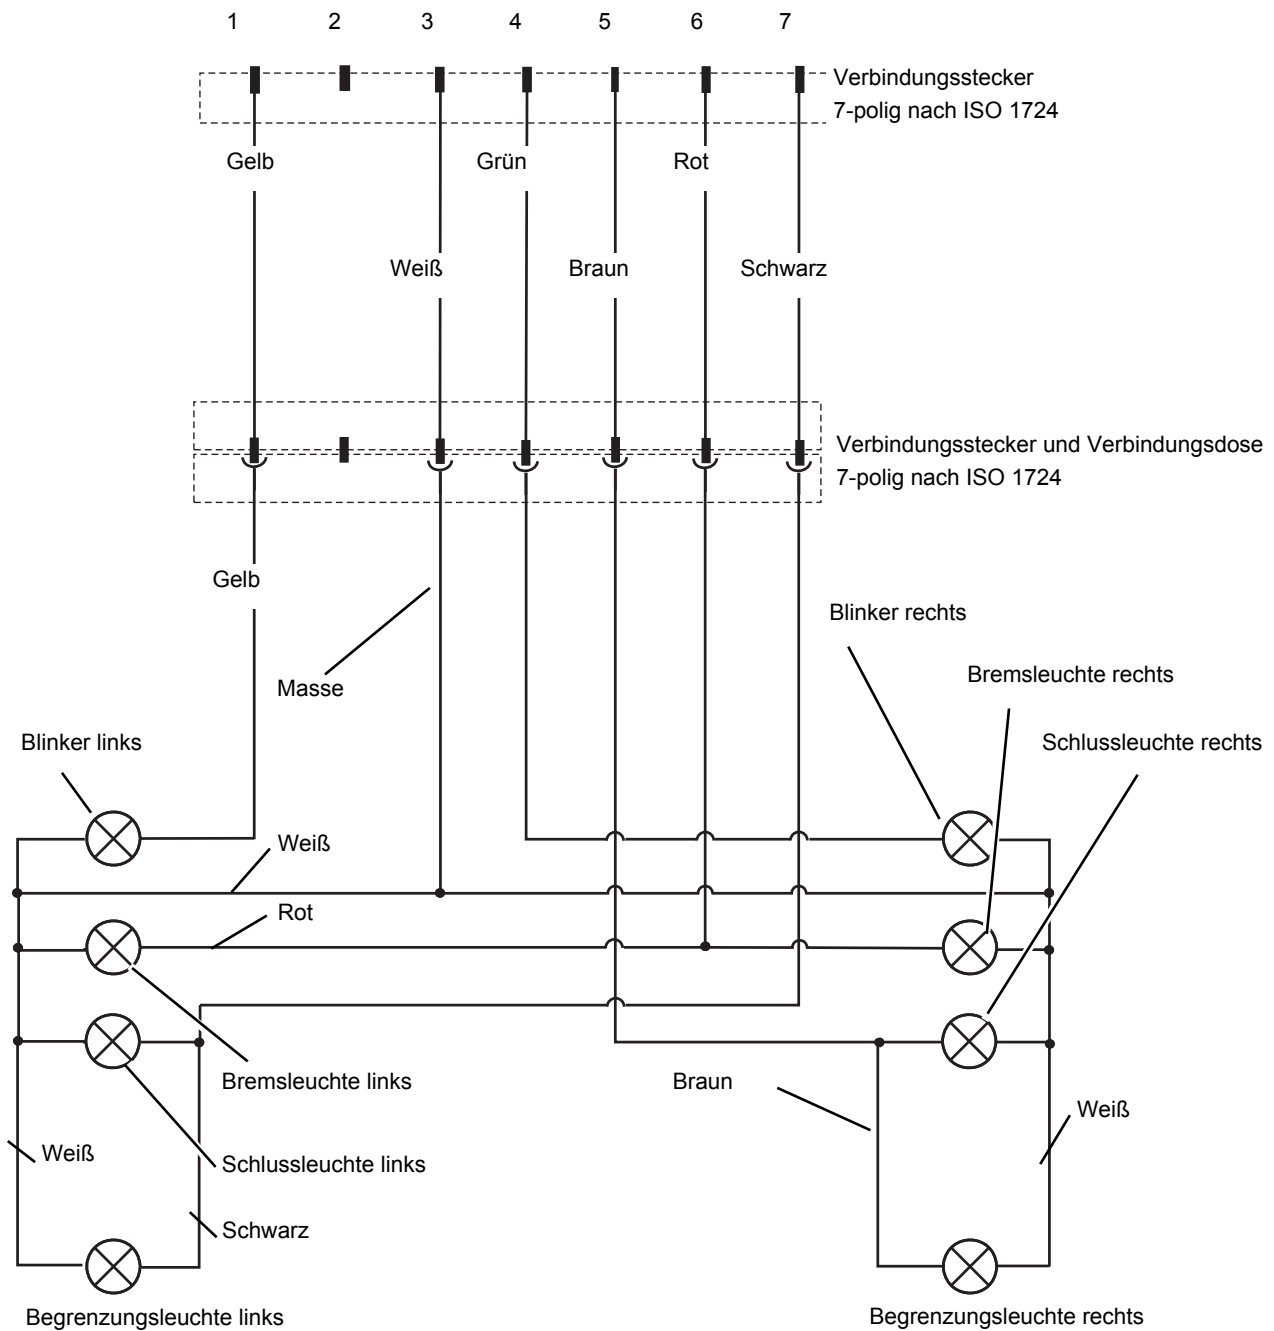 1 2 3 4 5 6 7
Verbindungsstecker
7-polig nach ISO 1724
Gelb Grün Rot
Weiß Braun Schwarz
Verbindungsstecker und Verbindungsdose
7-polig nach ISO 1724
Gelb
Blinker rechts
Masse
Bremsleuchte rechts
Blinker links
Schlussleuchte rechts
Weiß
Rot
Bremsleuchte links
Braun
Weiß
Weiß
Schlussleuchte links
Schwarz
Begrenzungsleuchte links
Begrenzungsleuchte rechts